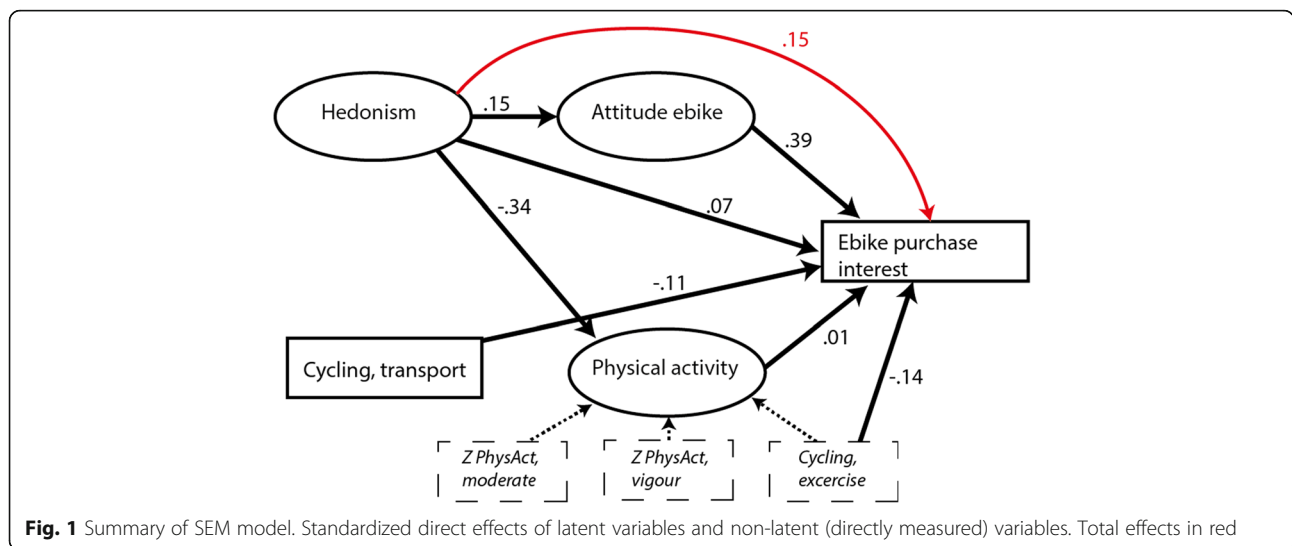 .15
Hedonism
.15
Attitude ebike
.39
-.34
.07
Ebike purchase
interest
-.11
Cycling, transport
Physical activity
.01
-.14
Z PhysAct,
moderate
Z PhysAct,
vigour
Cycling,
excercise
Fig. 1 Summary of SEM model. Standardized direct effects of latent variables and non-latent (directly measured) variables. Total effects in red